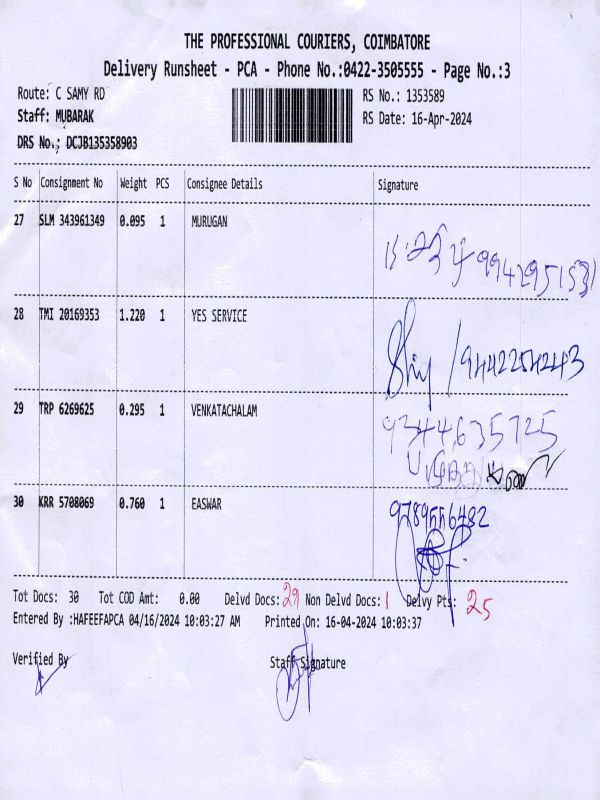 THE PROFESSIONAL COURIERS, COIMBATORE
Delivery Runsheet - PCA - Phone No.:0422-3505555 - Page No.:3
Route: C SAMY RD
RS No.: 1353589
Staff: MUBARAK
RS Date: 16-Apr-2024
DRS No.: DCJB135358903
S No Consignment No Weight PCS Consignee Details Signature
27 SLM 343961349 0.095 1 MURUGAN
9942951531
28 TMI 20169353 1.220 1 YES SERVICE
29 TRP 6269625 0.295 1 VENKATACHALAM
9344635725
30 KRR 5708069 0.760 1 EASWAR
9789556482
Tot Docs: 30 Tot COD Amt: 0.00 Delvd Docs: 29 Non Delvd Docs: 1 Delvy Pts: 25
Entered By :HAFEEFAPCA 04/16/2024 10:03:27 AM Printed On: 16-04-2024 10:03:37
Verified By Staff Signature